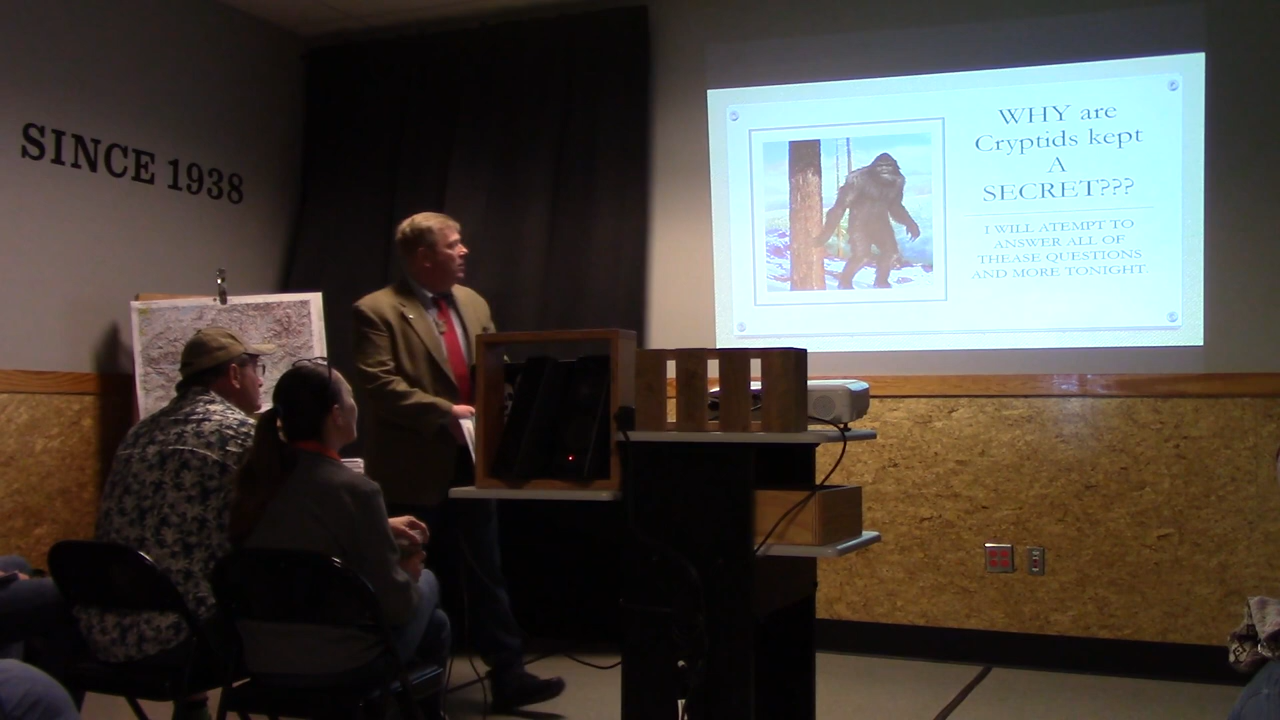 SINCE 1938
WHY are
Cryptids kept
A
SECRET???
I WILL ATEMPT TO
ANSWER ALL OF
THEASE QUESTIONS
AND MORE TONIGHT.